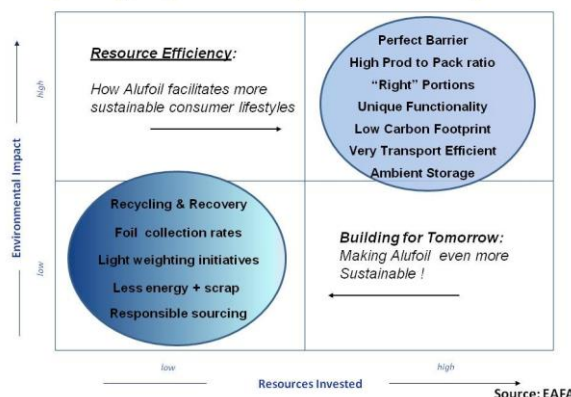 Resource Efficiency:
How Alufoil facilitates more
sustainable consumer lifestyles
Perfect Barrier
High Prod to Pack ratio
“Right” Portions
Unique Functionality
Low Carbon Footprint
Very Transport Efficient
Ambient Storage
Recycling & Recovery
Foil collection rates
Light weighting initiatives
Less energy + scrap
Responsible sourcing
Building for Tomorrow:
Making Alufoil even more
Sustainable !
Environmental Impact
high
low
low
high
Resources Invested
Source: EAFA